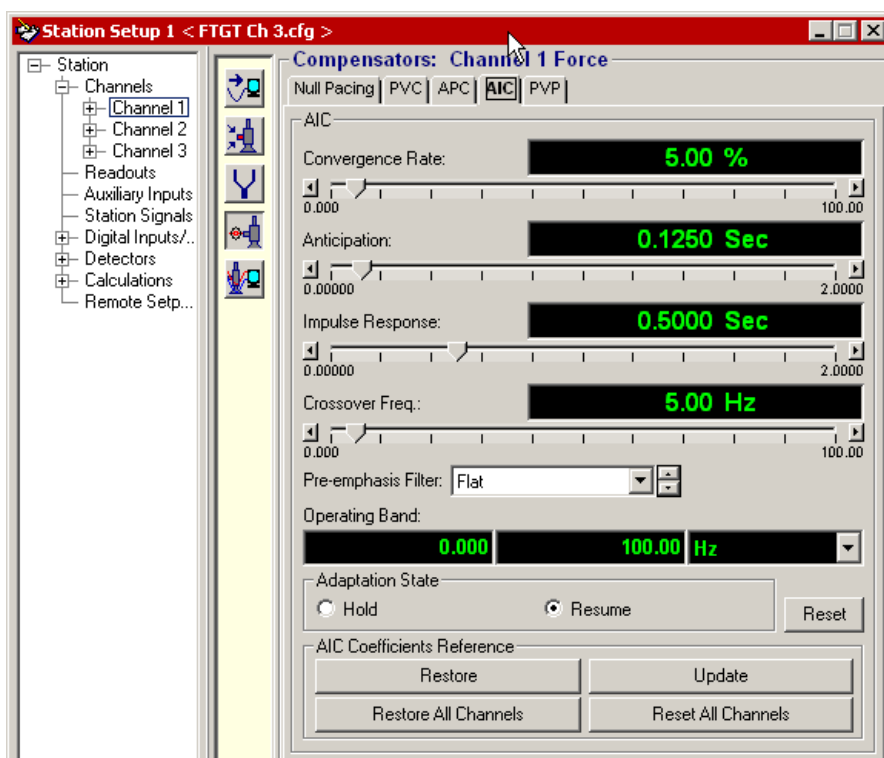 Station Setup 1 < FTGT Ch 3.cfg >
Station
Channels
Channel 1
Channel 2
Channel 3
Readouts
Auxiliary Inputs
Station Signals
Digital Inputs/..
Detectors
Calculations
Remote Setp...
Compensators: Channel 1 Force
Null Pacing PVC APC AIC PVP
AIC
Convergence Rate: 5.00 %
0.000 100.00
Anticipation: 0.1250 Sec
0.00000 2.0000
Impulse Response: 0.5000 Sec
0.00000 2.0000
Crossover Freq.: 5.00 Hz
0.000 100.00
Pre-emphasis Filter: Flat
Operating Band:
0.000 100.00 Hz
Adaptation State
Hold Resume Reset
AIC Coefficients Reference
Restore Update
Restore All Channels Reset All Channels